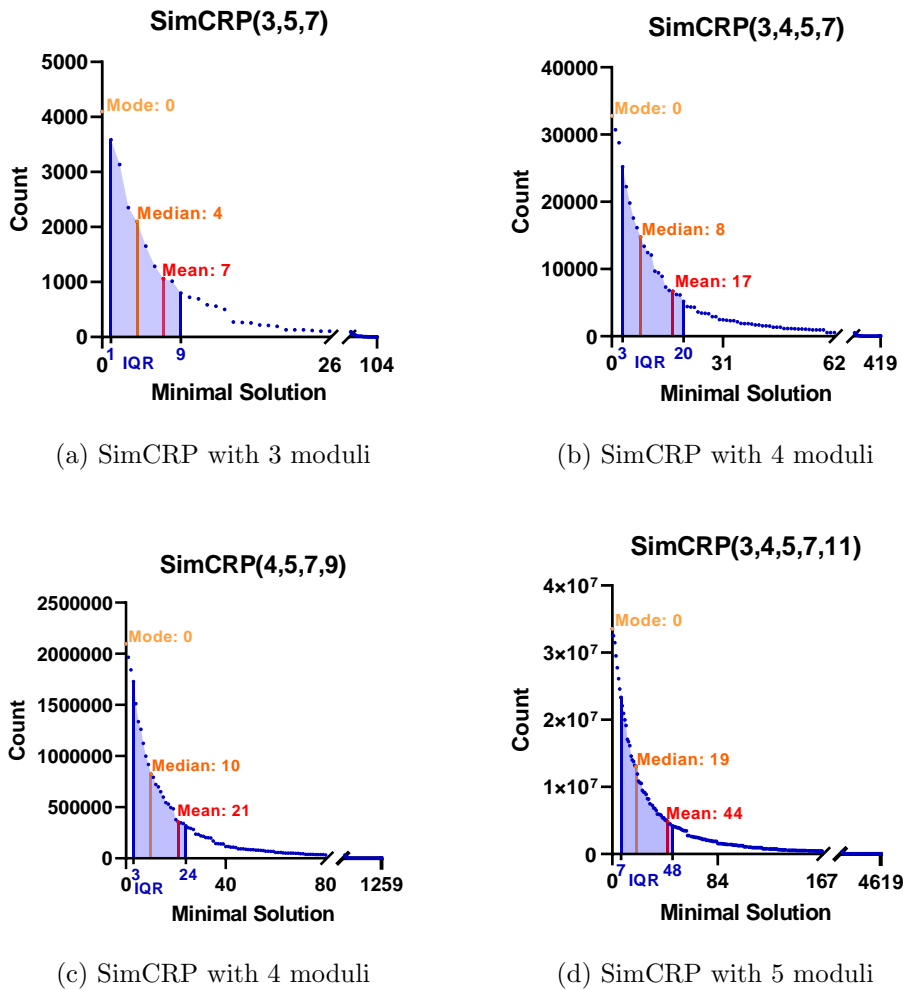 SimCRP(3,5,7)
5000
4000
3000
2000
1000
0
Count
Mode: 0
Median: 4
Mean: 7
0 1 IQR 9 26 104
Minimal Solution
(a) SimCRP with 3 moduli
SimCRP(3,4,5,7)
40000
30000
20000
10000
0
Count
Mode: 0
Median: 8
Mean: 17
0 3 IQR 20 31 62 419
Minimal Solution
(b) SimCRP with 4 moduli
SimCRP(4,5,7,9)
2500000
2000000
1500000
1000000
500000
0
Count
Mode: 0
Median: 10
Mean: 21
0 3 IQR 24 40 80 1259
Minimal Solution
(c) SimCRP with 4 moduli
SimCRP(3,4,5,7,11)
4×10⁷
3×10⁷
2×10⁷
1×10⁷
0
Count
Mode: 0
Median: 19
Mean: 44
0 7 IQR 48 84 167 4619
Minimal Solution
(d) SimCRP with 5 moduli